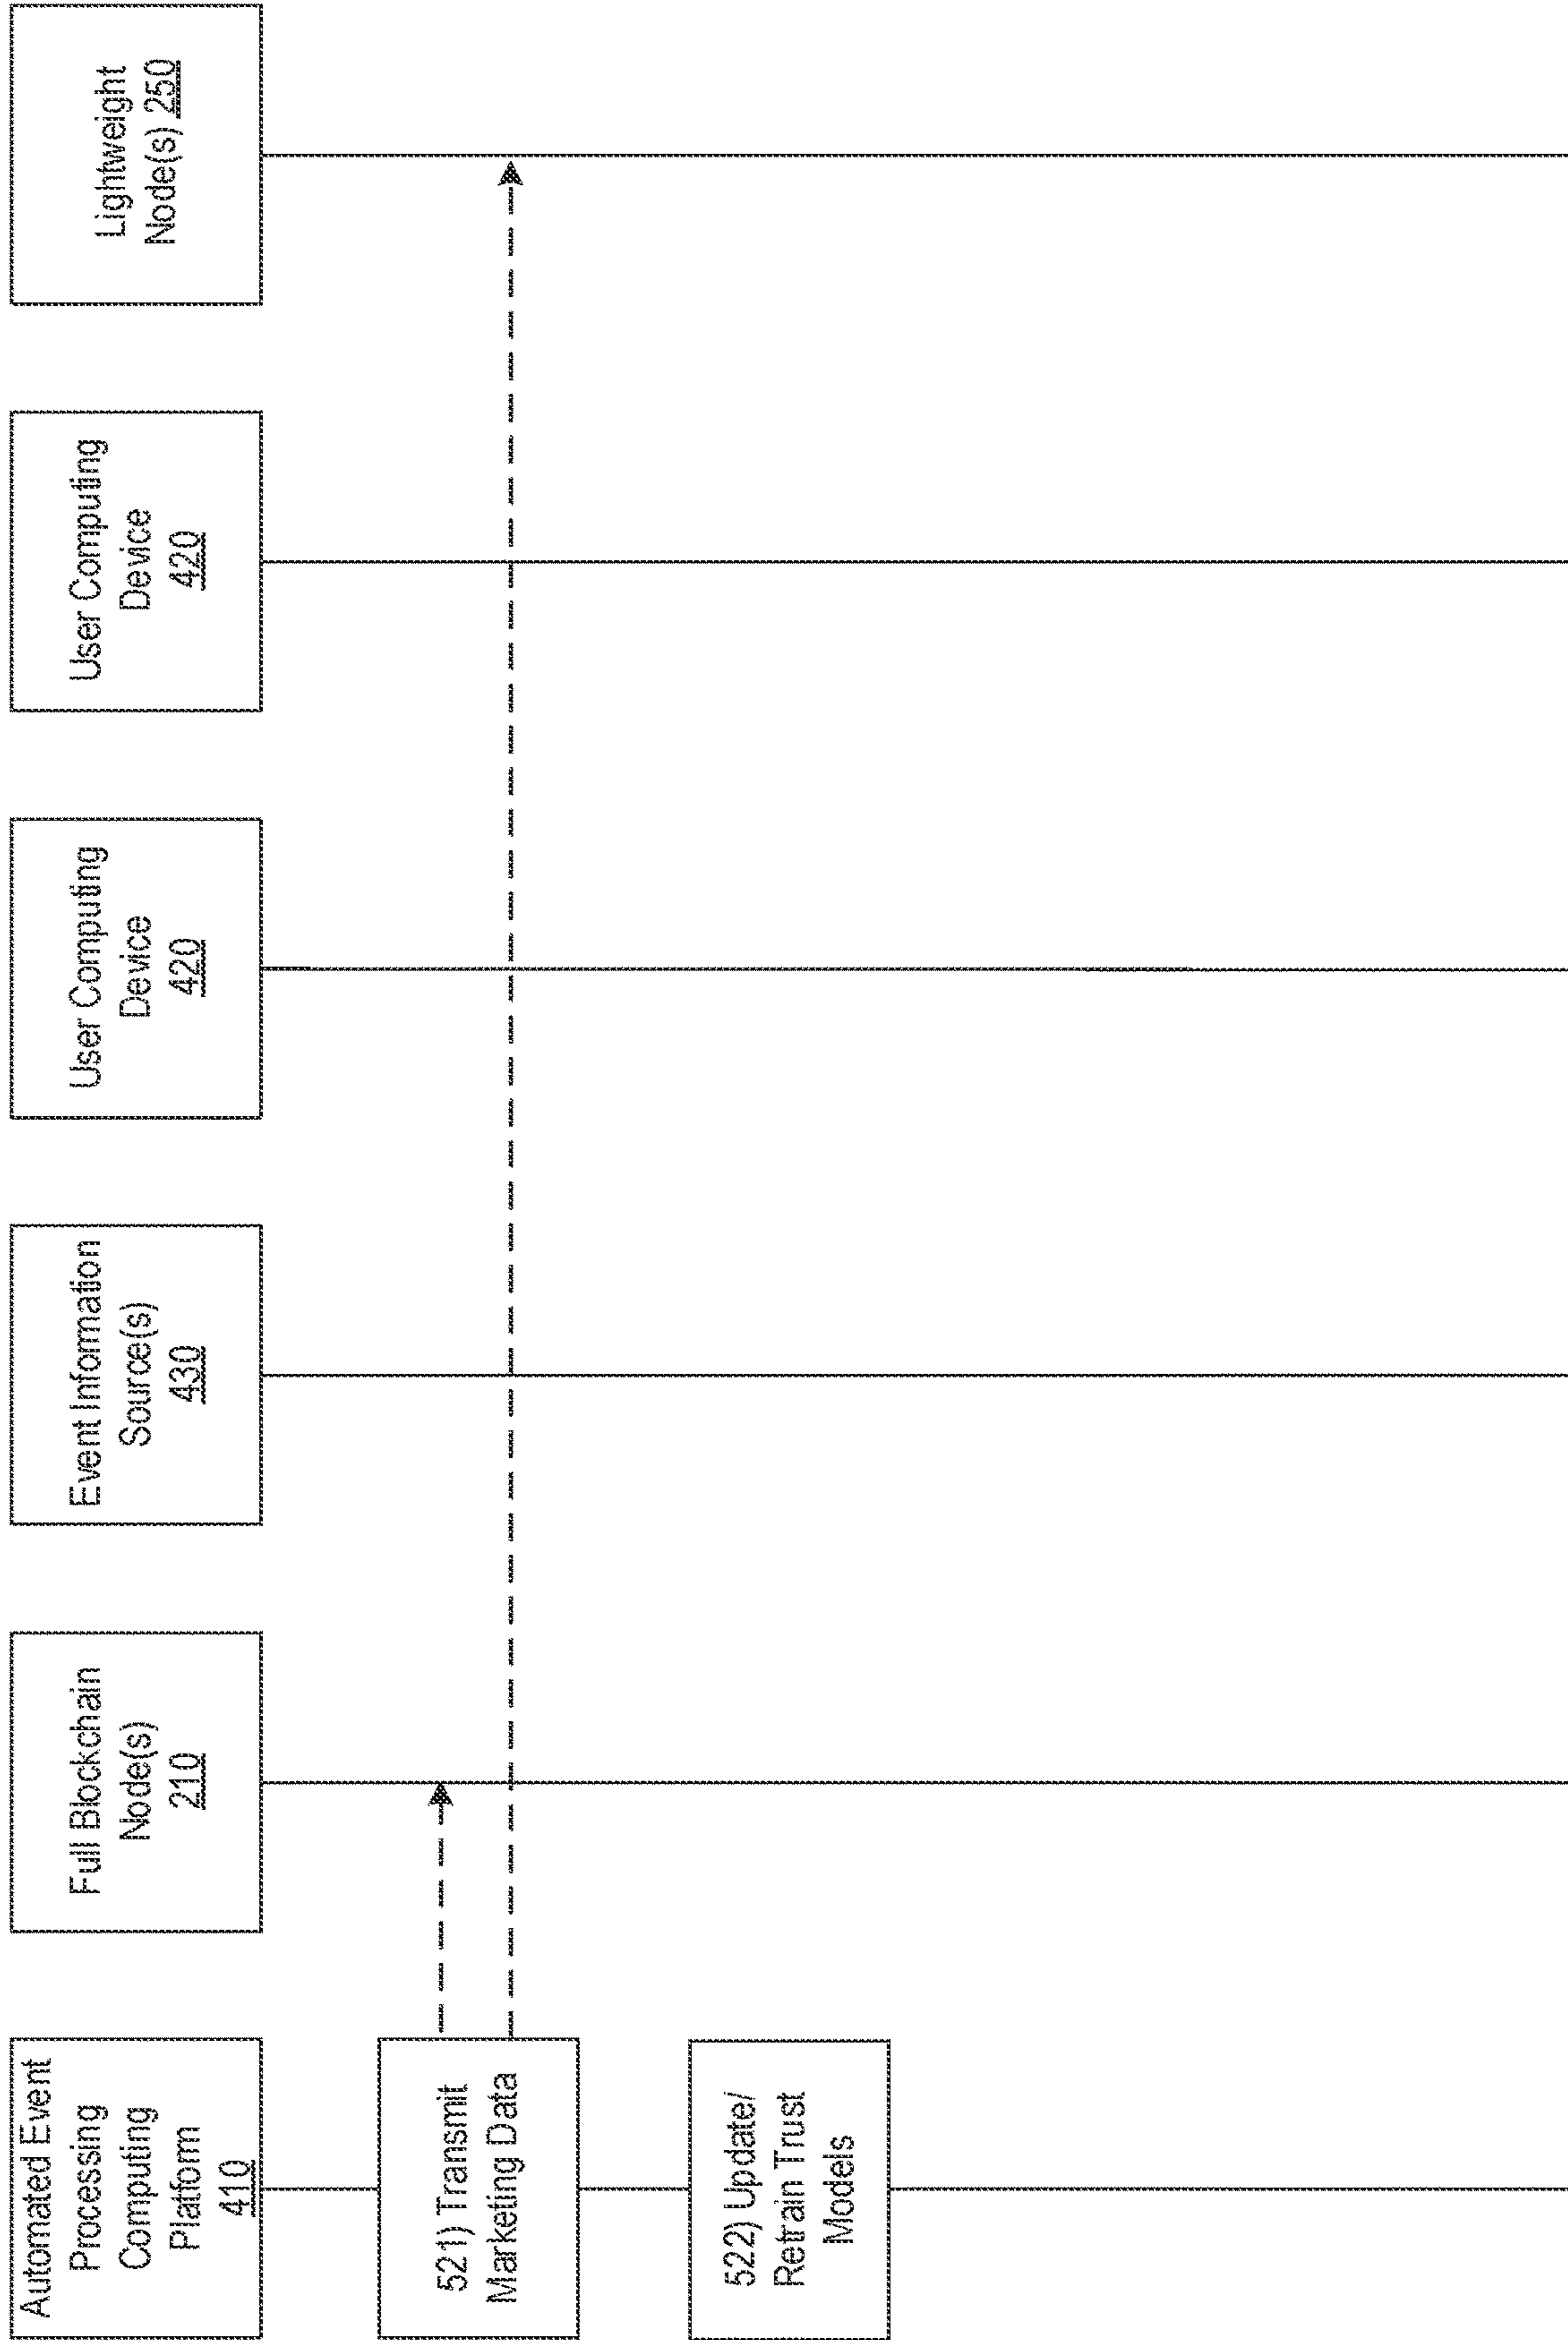 Automated Event
Processing
Computing
Platform
410
Full Blockchain
Node(s)
210
Event Information
Source(s)
430
User Computing
Device
420
User Computing
Device
420
Lightweight
Node(s) 250
521) Transmit
Marketing Data
522) Update/
Retrain Trust
Models